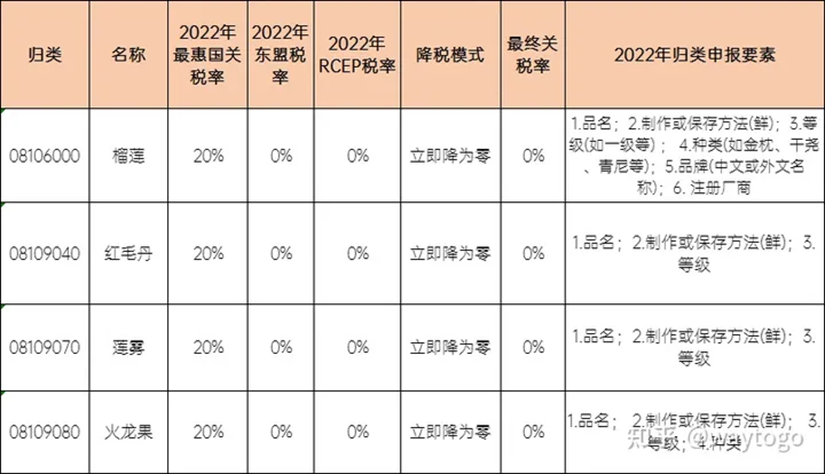 归类
名称
2022年
最惠国关
税率
2022年
东盟税
率
2022年
RCEP税率
降税模式
最终关
税率
2022年归类申报要素
08106000
榴莲
20%
0%
0%
立即降为零
0%
1.品名；2.制作或保存方法(鲜)；3.等
级(如一级等)； 4.种类(如金枕、干尧
、青尼等)；5.品牌(中文或外文名
称)；6. 注册厂商
08109040
红毛丹
20%
0%
0%
立即降为零
0%
1.品名；2.制作或保存方法(鲜)；3.
等级
08109070
莲雾
20%
0%
0%
立即降为零
0%
1.品名；2.制作或保存方法(鲜)；3.
等级
08109080
火龙果
20%
0%
0%
立即降为零
0%
1.品名； 2.制作或保存方法(鲜)； 3.
等级；4.种类
知乎 @waytogo